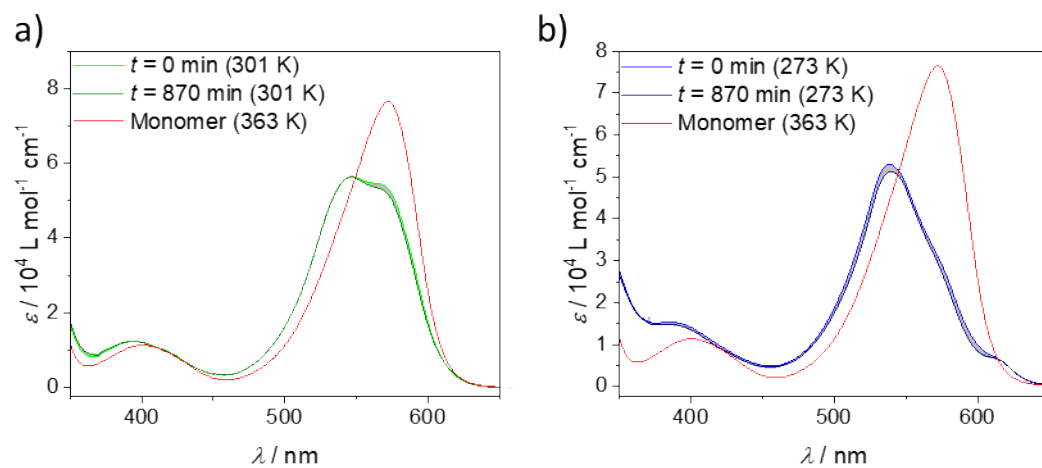 a)
t = 0 min (301 K)
t = 870 min (301 K)
Monomer (363 K)
ε / 10⁴ L mol⁻¹ cm⁻¹
8
6
4
2
0
400 500 600
λ / nm
b)
t = 0 min (273 K)
t = 870 min (273 K)
Monomer (363 K)
ε / 10⁴ L mol⁻¹ cm⁻¹
8
7
6
5
4
3
2
1
0
400 500 600
λ / nm